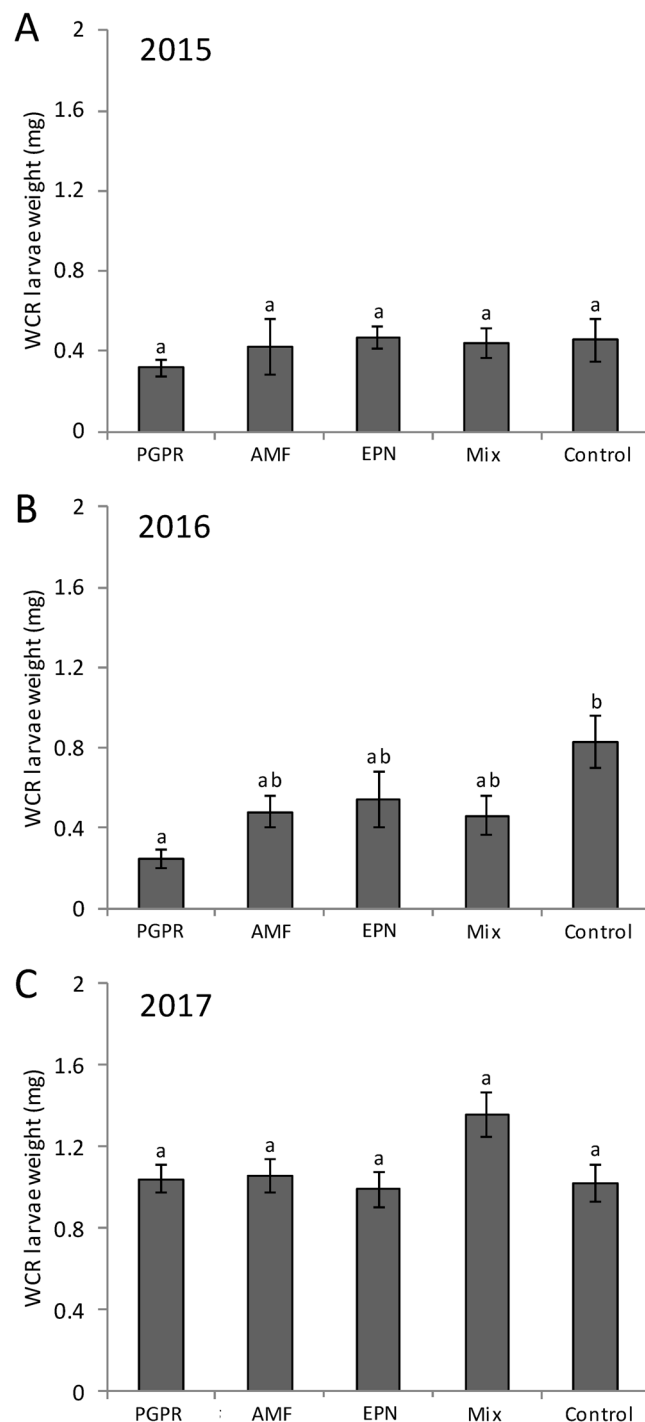 A
2015
WCR larvae weight (mg)
2
1.6
1.2
0.8
0.4
0
a a a a a
PGPR AMF EPN Mix Control
B
2016
WCR larvae weight (mg)
2
1.6
1.2
0.8
0.4
0
a ab ab ab b
PGPR AMF EPN Mix Control
C
2017
WCR larvae weight (mg)
2
1.6
1.2
0.8
0.4
0
a a a a a
PGPR : AMF EPN Mix Control